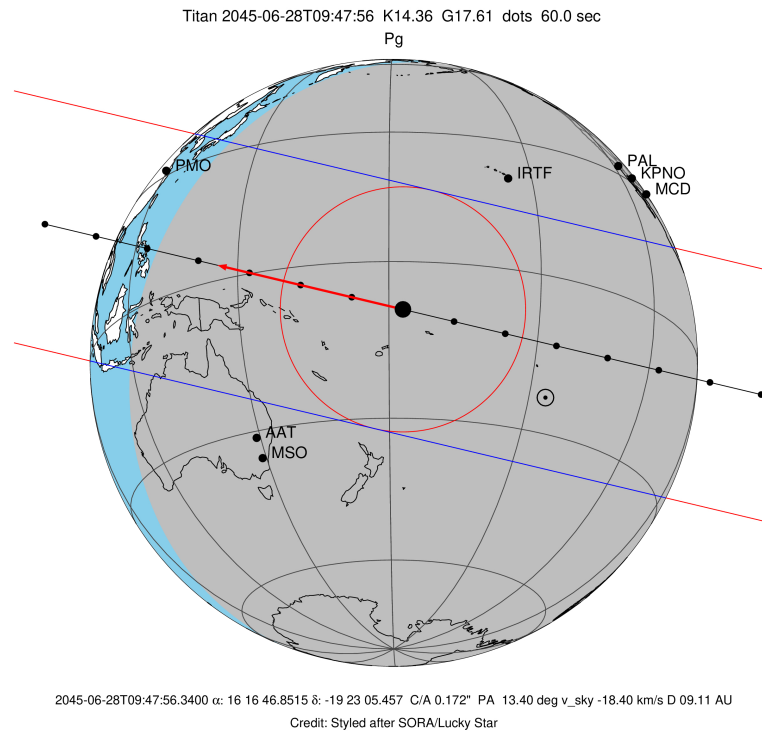 Titan 2045-06-28T09:47:56 K14.36 G17.61 dots 60.0 sec
Pg
PMO
IRTF
PAL
KPNO
MCD
AAT
MSO
2045-06-28T09:47:56.3400 α: 16 16 46.8515 δ: -19 23 05.457 C/A 0.172" PA 13.40 deg v_sky -18.40 km/s D 09.11 AU
Credit: Styled after SORA/Lucky Star